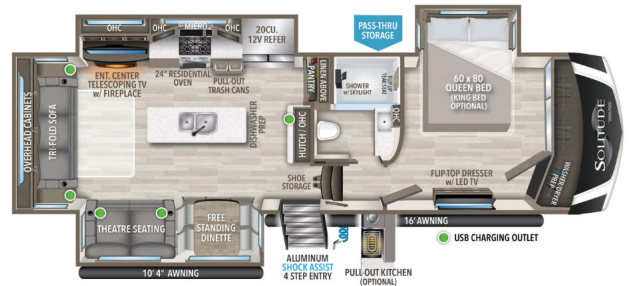 OHC
MICRO
OHC
20CU.
12V REFER
PASS-THRU
STORAGE
ENT. CENTER
TELESCOPING TV
w/ FIREPLACE
24" RESIDENTIAL
OVEN
PULL-OUT
TRASH CANS
PANTRY
LINEN ABOVE
SHOWER
w/ SKYLIGHT
60 x 80
QUEEN BED
(KING BED
OPTIONAL)
OVERHEAD CABINETS
TRI-FOLD SOFA
DISHWASHER
PREP
HUTCH / OHC
OHC
SOLITUDE
WASHER/DRYER
PREP
SHOE
STORAGE
FLIP-TOP DRESSER
w/ LED TV
THEATRE SEATING
FREE
STANDING
DINETTE
16' AWNING
USB CHARGING OUTLET
ALUMINUM
SHOCK ASSIST
4 STEP ENTRY
PULL-OUT KITCHEN
(OPTIONAL)
10' 4" AWNING